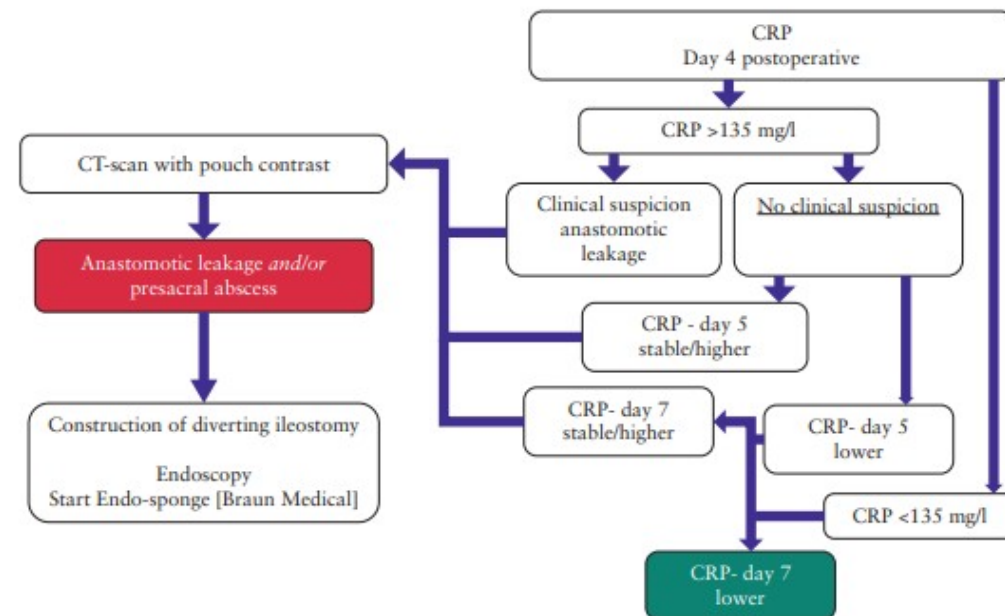 CRP
Day 4 postoperative
CRP >135 mg/l
CT-scan with pouch contrast
Clinical suspicion
anastomotic
leakage
No clinical suspicion
Anastomotic leakage and/or
presacral abscess
CRP - day 5
stable/higher
CRP- day 7
stable/higher
CRP- day 5
lower
Construction of diverting ileostomy
Endoscopy
Start Endo-sponge [Braun Medical]
CRP <135 mg/l
CRP- day 7
lower